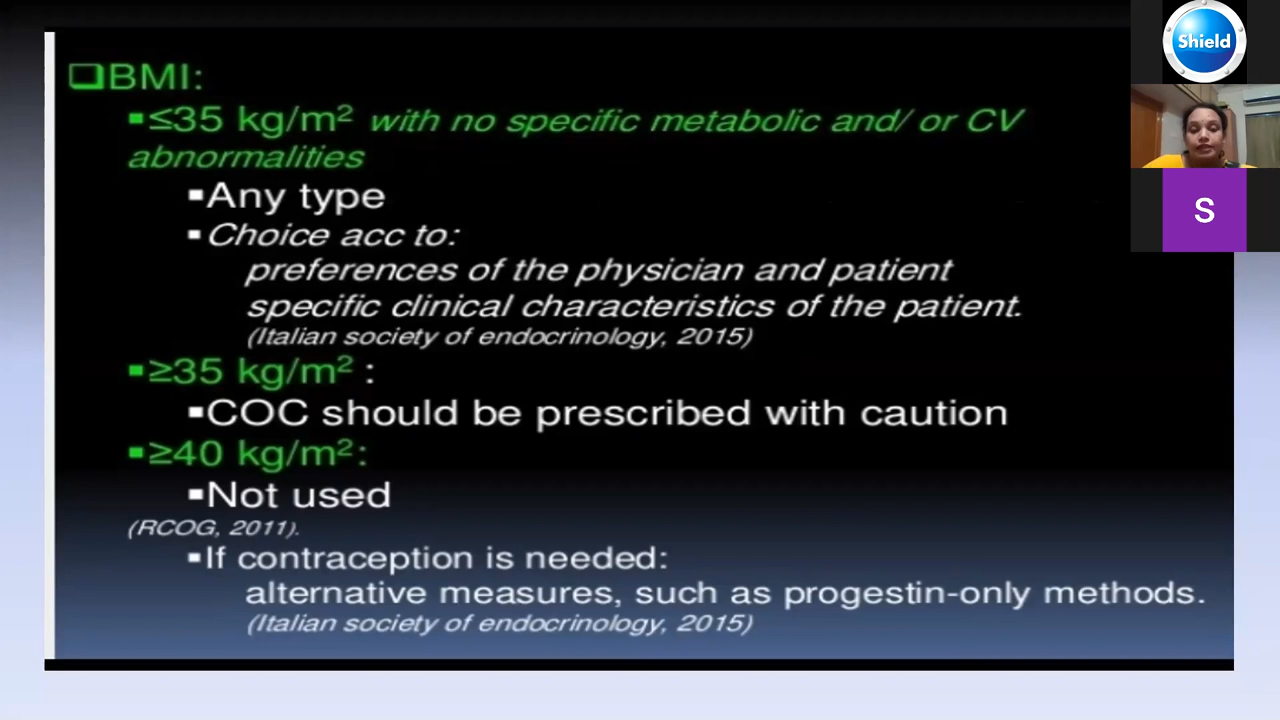 BMI:
≤35 kg/m² with no specific metabolic and/ or CV
abnormalities
Any type
Choice acc to:
preferences of the physician and patient
specific clinical characteristics of the patient.
(Italian society of endocrinology, 2015)
≥35 kg/m² :
COC should be prescribed with caution
≥40 kg/m²:
Not used
(RCOG, 2011).
If contraception is needed:
alternative measures, such as progestin-only methods.
(Italian society of endocrinology, 2015)
Shield
S